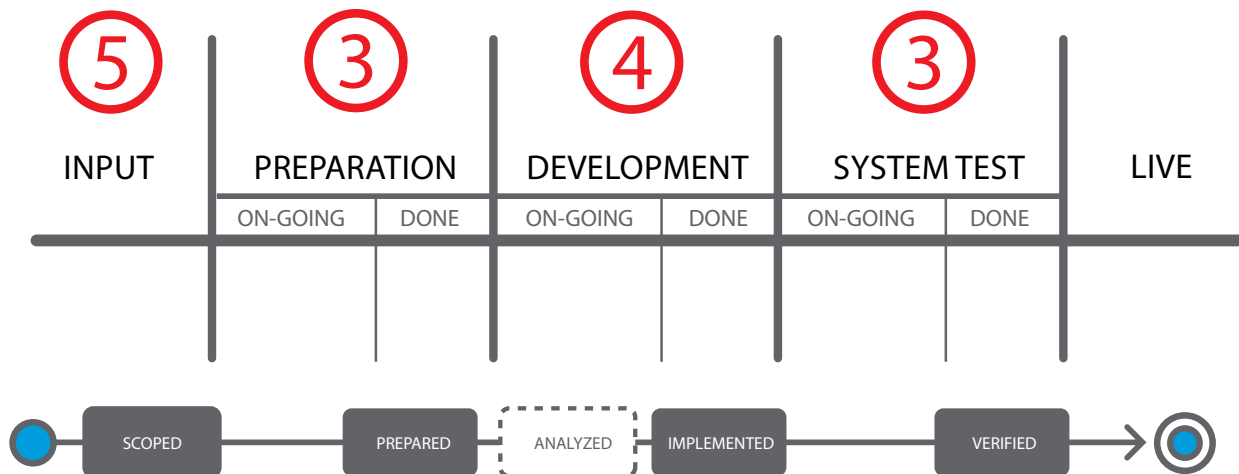 5 3 4 3
INPUT PREPARATION DEVELOPMENT SYSTEM TEST LIVE
ON-GOING DONE ON-GOING DONE ON-GOING DONE
SCOPED PREPARED ANALYZED IMPLEMENTED VERIFIED